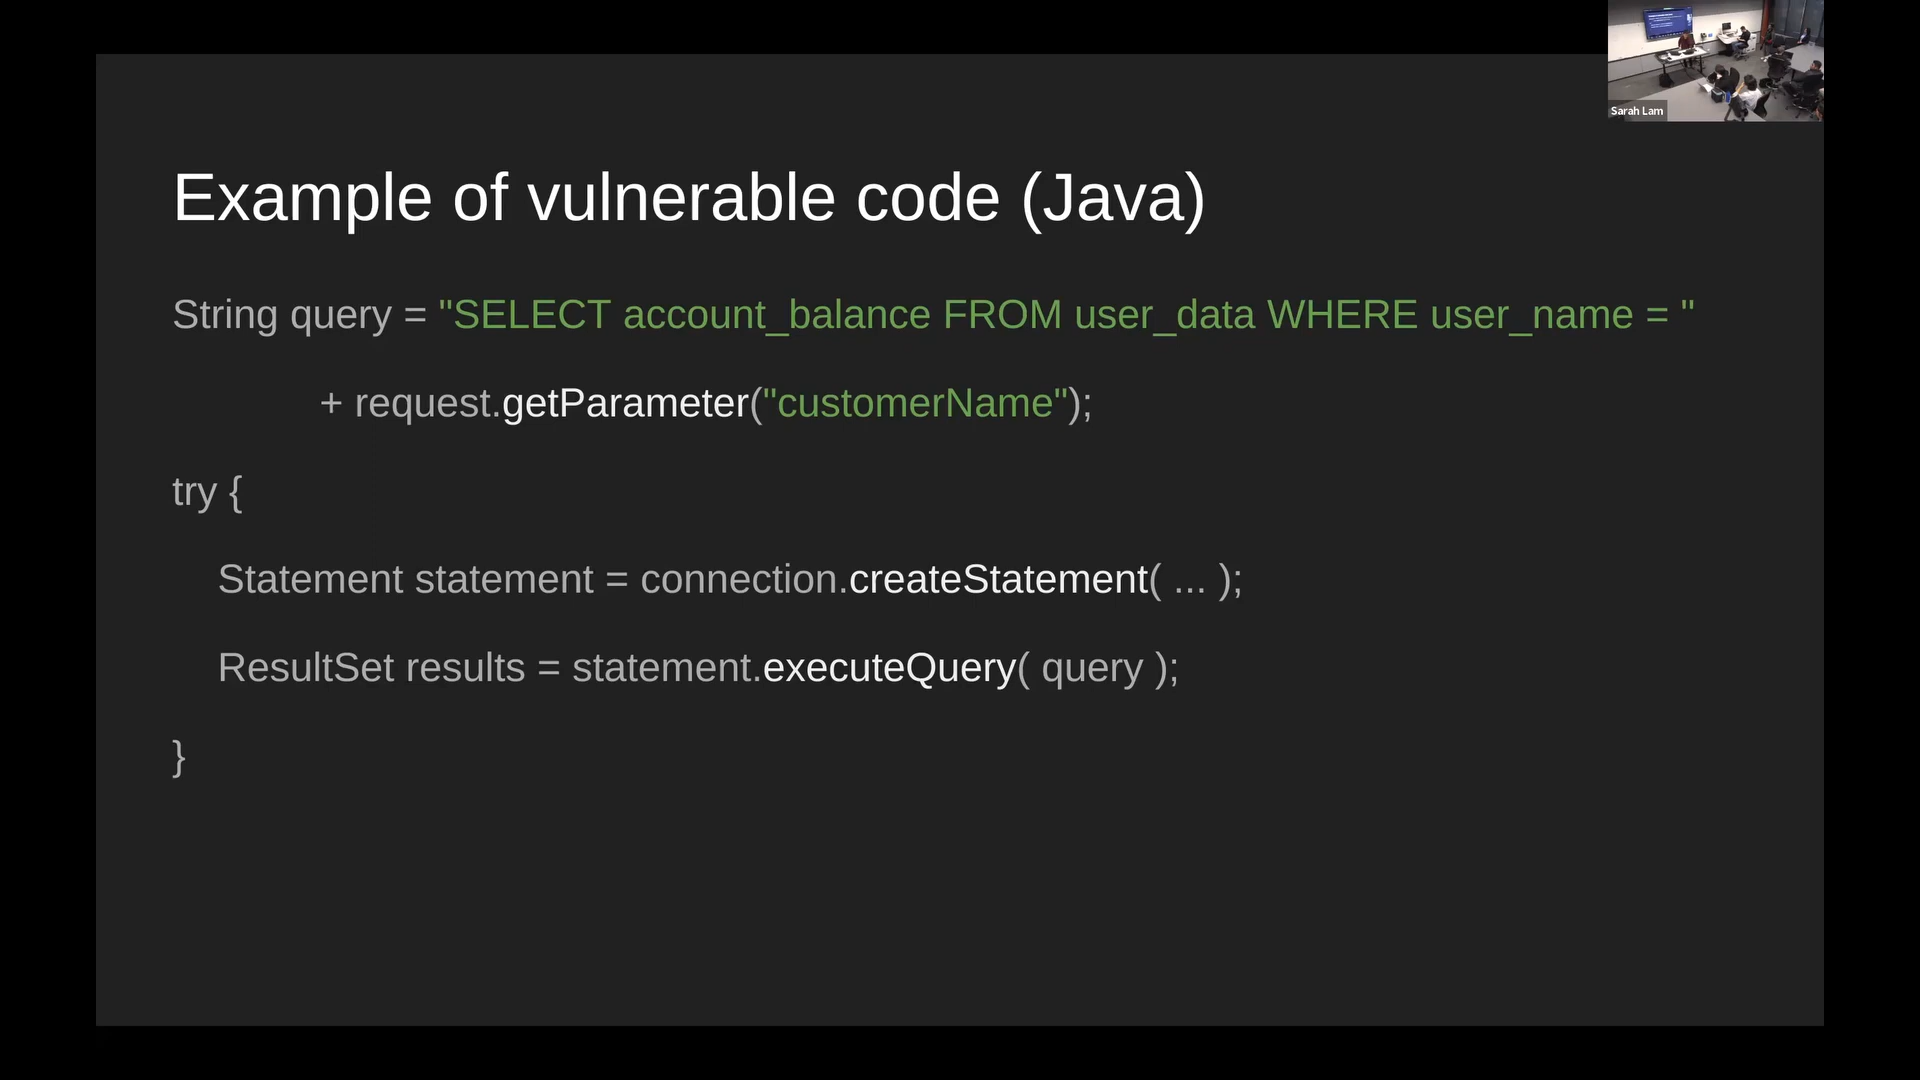 Sarah Lam
Example of vulnerable code (Java)
String query = "SELECT account_balance FROM user_data WHERE user_name = "
+ request.getParameter("customerName");
try {
Statement statement = connection.createStatement( ... );
ResultSet results = statement.executeQuery( query );
}